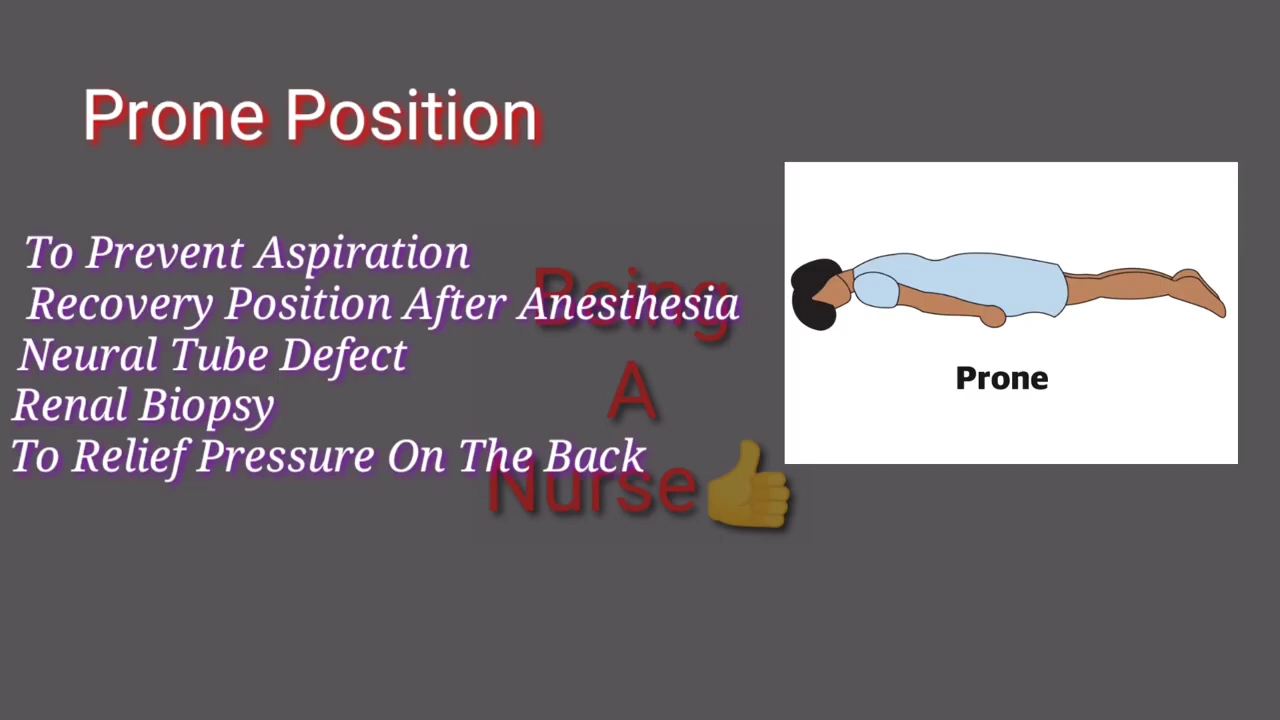 Prone Position
To Prevent Aspiration
Recovery Position After Anesthesia
Neural Tube Defect
Renal Biopsy
To Relief Pressure On The Back
Being
A
Nurse👍
Prone